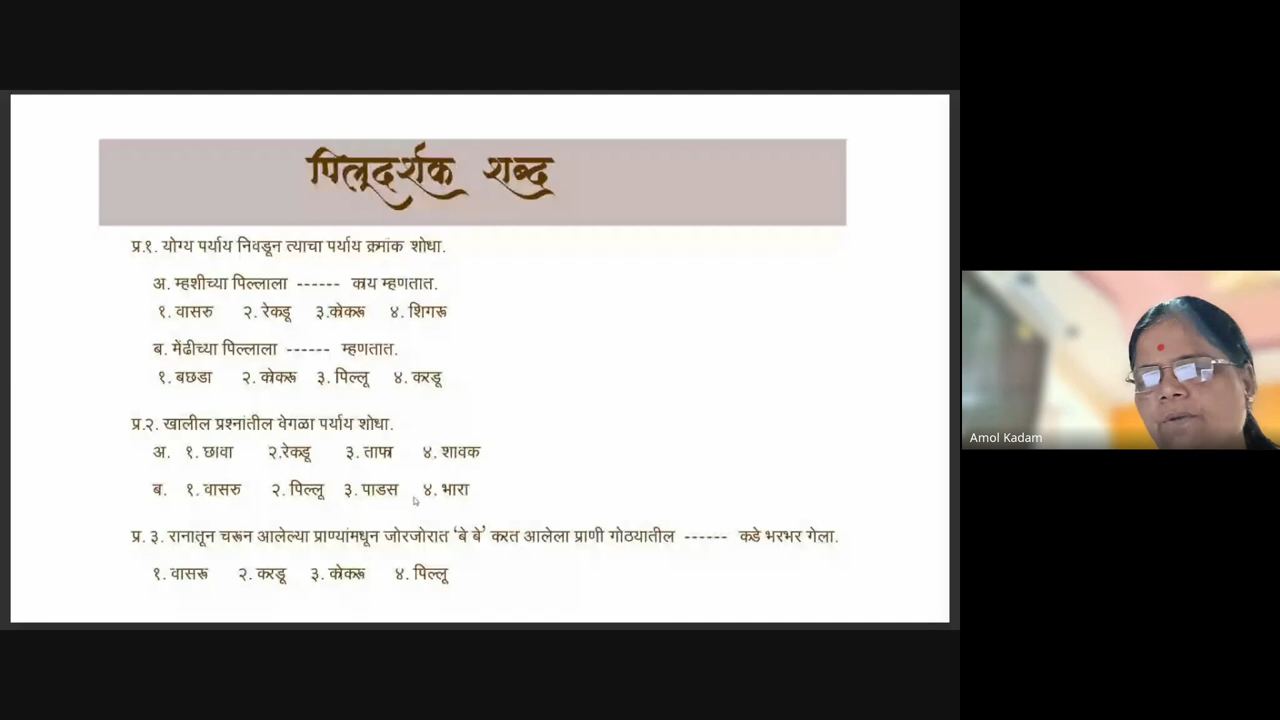 पिलूदर्शक शब्द
प्र.१. योग्य पर्याय निवडून त्याचा पर्याय क्रमांक शोधा.
अ. म्हशीच्या पिल्लाला ------ काय म्हणतात.
१. वासरु २. रेकडू ३.कोकरू ४. शिंगरू
ब. मेंढीच्या पिल्लाला ------ म्हणतात.
१. बछडा २. कोकरू ३. पिल्लू ४. करडू
प्र.२. खालील प्रश्नांतील वेगळा पर्याय शोधा.
अ. १. छावा २.रेकडू ३. ताफा ४. शावक
ब. १. वासरु २. पिल्लू ३. पाडस ४. भारा
प्र. ३. रानातून चरून आलेल्या प्राण्यांमधून जोरजोरात ‘बे बे’ करत आलेला प्राणी गोठयातील ------ कडे भरभर गेला.
१. वासरू २. करडू ३. कोकरू ४. पिल्लू
Amol Kadam